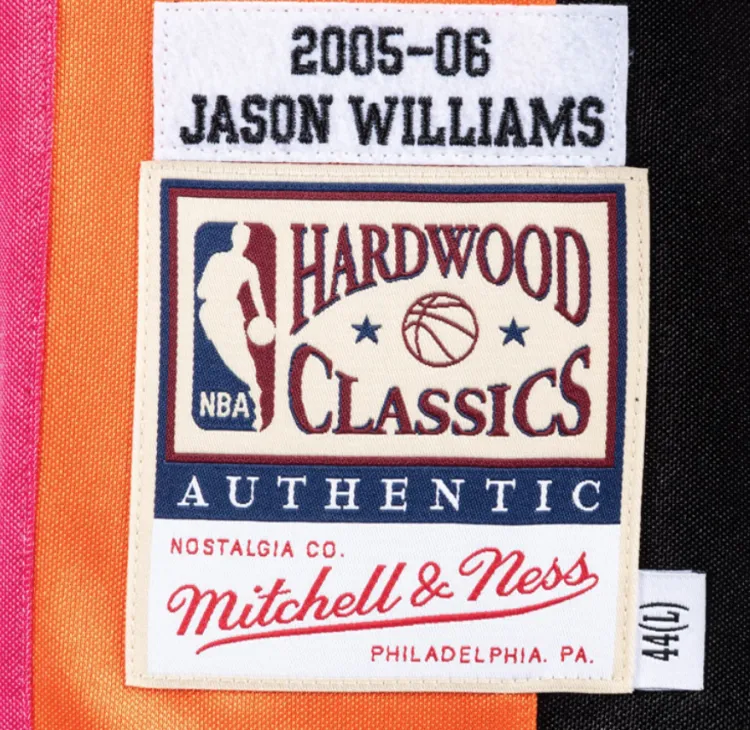 2005-06
JASON WILLIAMS
HARDWOOD
CLASSICS
NBA
AUTHENTIC
NOSTALGIA CO.
Mitchell & Ness
PHILADELPHIA. PA.
44(L)